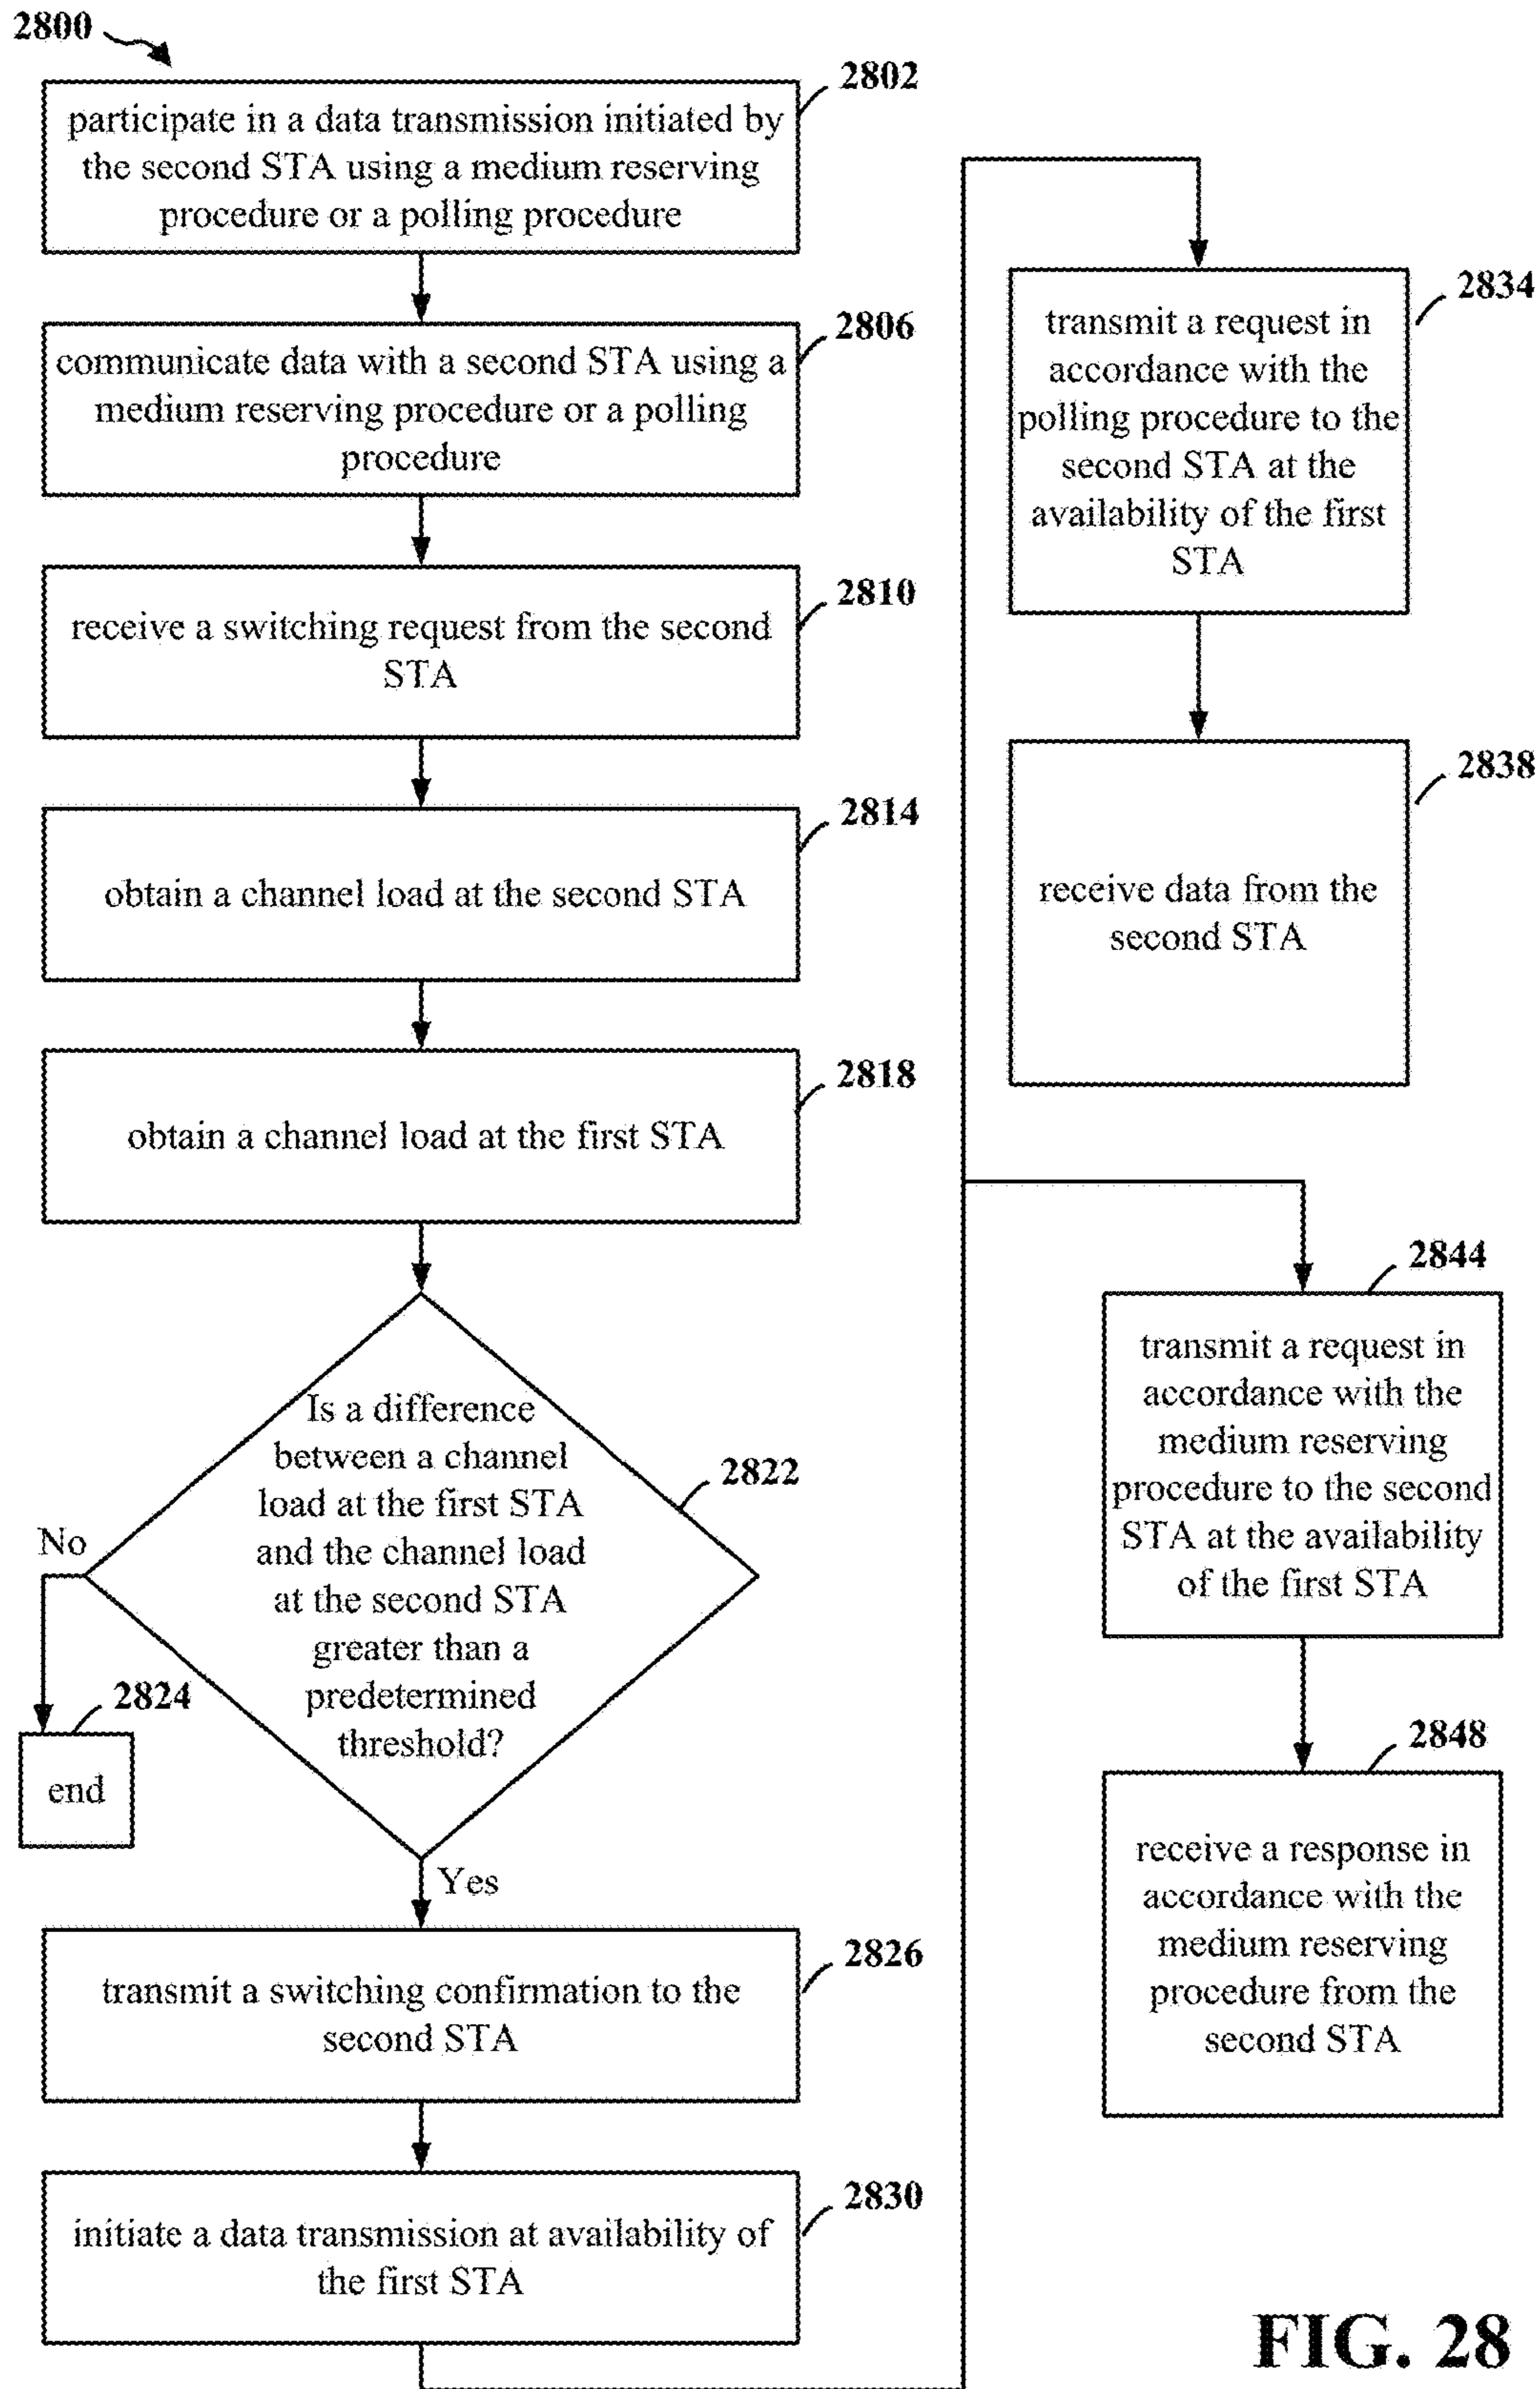 2800
2802
participate in a data transmission initiated by
the second STA using a medium reserving
procedure or a polling procedure
2806
communicate data with a second STA using a
medium reserving procedure or a polling
procedure
2810
receive a switching request from the second
STA
2814
obtain a channel load at the second STA
2818
obtain a channel load at the first STA
2822
Is a difference
between a channel
load at the first STA
and the channel load
at the second STA
greater than a
predetermined
threshold?
No
2824
end
Yes
2826
transmit a switching confirmation to the
second STA
2830
initiate a data transmission at availability of
the first STA
2834
transmit a request in
accordance with the
polling procedure to the
second STA at the
availability of the first
STA
2838
receive data from the
second STA
2844
transmit a request in
accordance with the
medium reserving
procedure to the second
STA at the availability
of the first STA
2848
receive a response in
accordance with the
medium reserving
procedure from the
second STA
FIG. 28